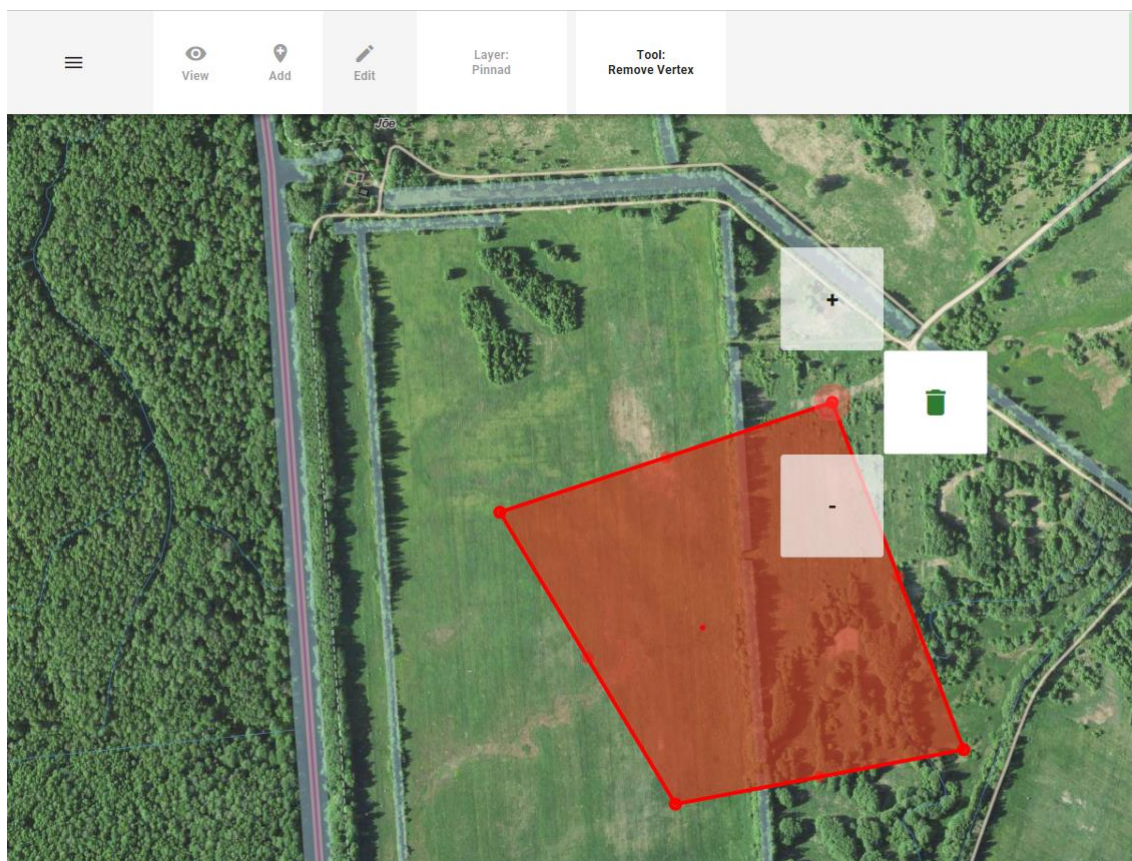 View
Add
Edit
Layer:
Pinnad
Tool:
Remove Vertex
Jõe
+
-